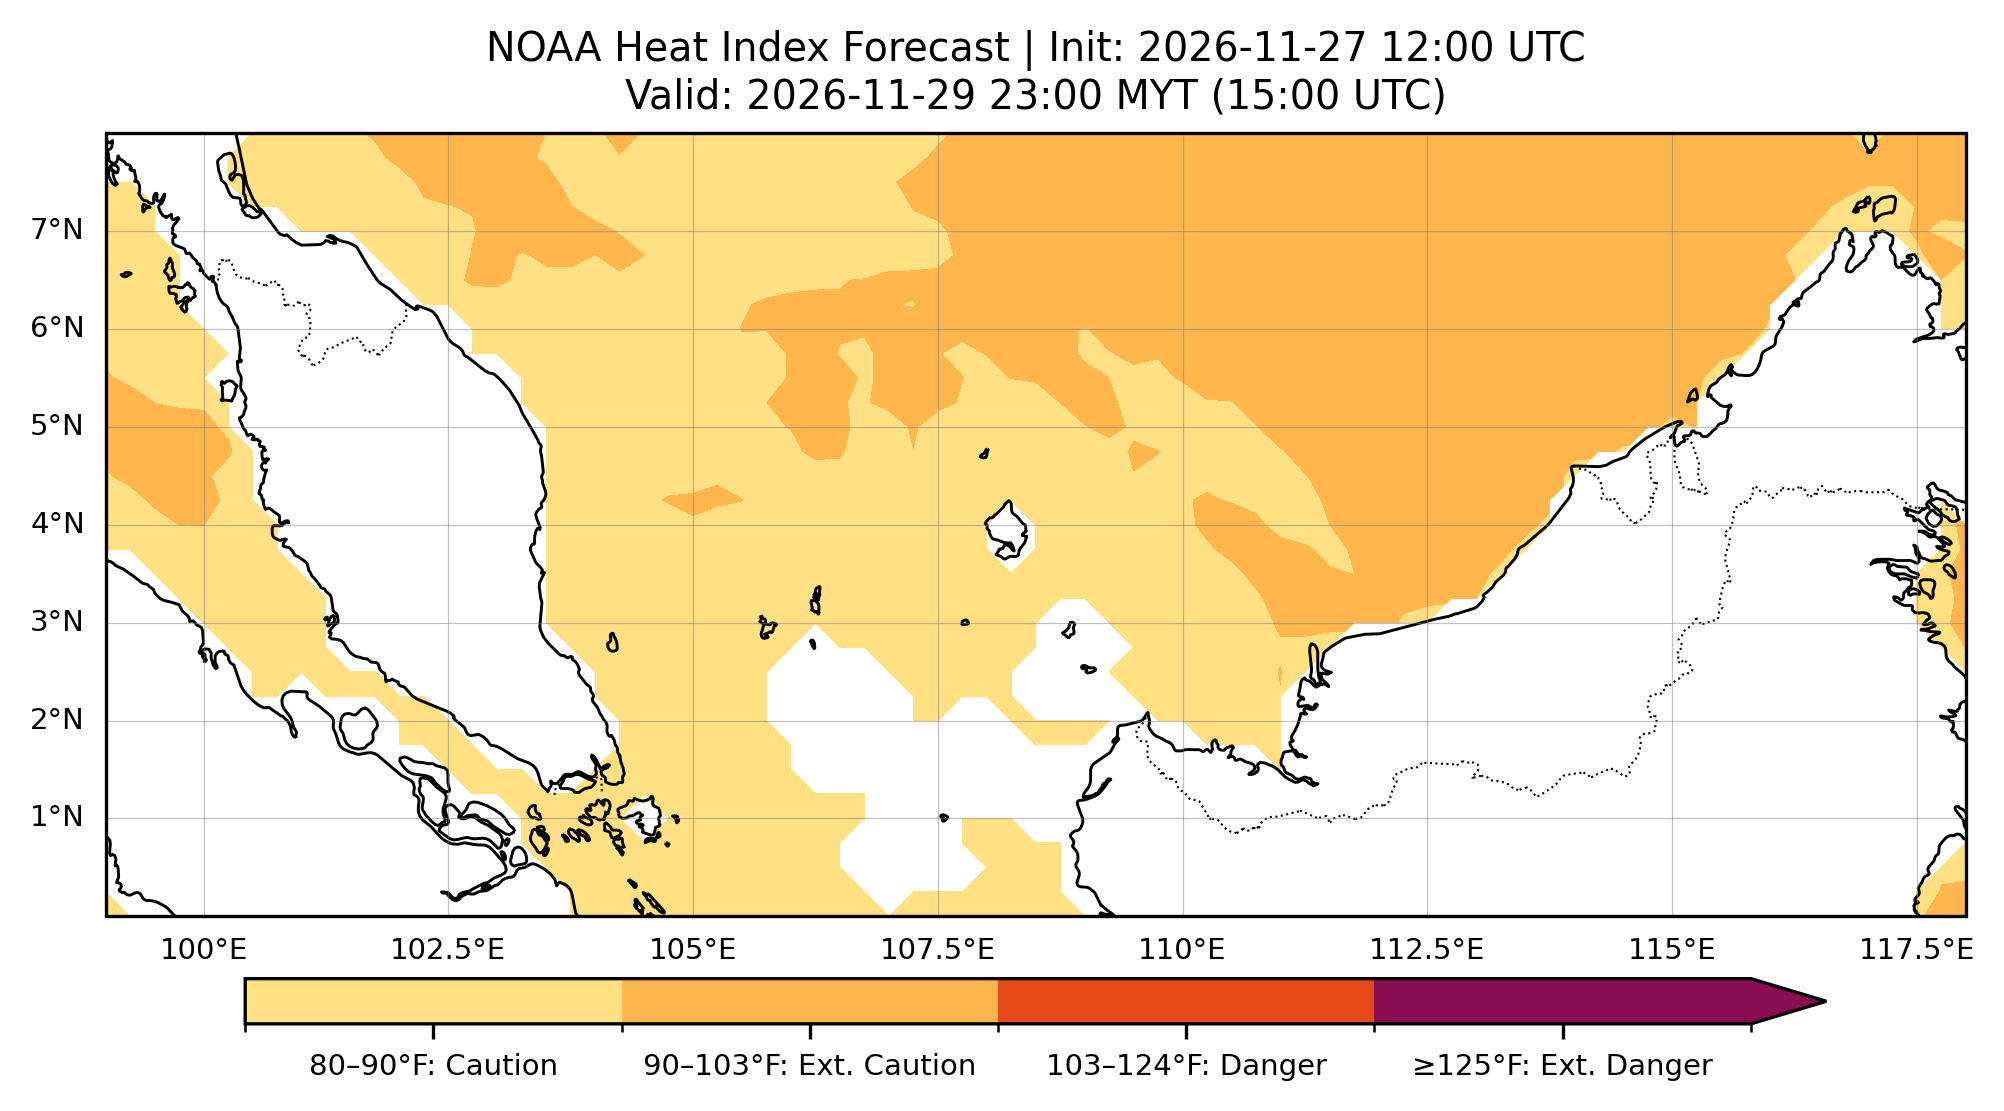 NOAA Heat Index Forecast | Init: 2026-11-27 12:00 UTC
Valid: 2026-11-29 23:00 MYT (15:00 UTC)
7°N
6°N
5°N
4°N
3°N
2°N
1°N
100°E
102.5°E
105°E
107.5°E
110°E
112.5°E
115°E
117.5°E
80–90°F: Caution
90–103°F: Ext. Caution
103–124°F: Danger
≥125°F: Ext. Danger